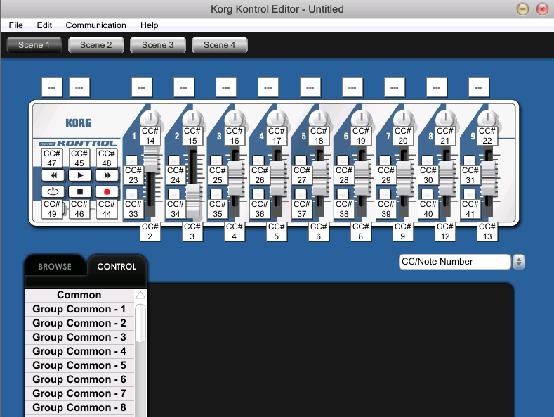 Korg Kontrol Editor - Untitled
File Edit Communication Help
Scene 1 Scene 2 Scene 3 Scene 4
--- --- --- --- --- --- --- --- --- --- ---
KORG
KONTROL
1 2 3 4 5 6 7 8 9
CC# CC# CC# CC# CC# CC# CC# CC# CC#
14 15 16 17 18 19 20 21 22
CC# CC# CC#
47 45 48
CC# CC# CC# CC# CC# CC# CC# CC# CC#
23 24 25 26 27 28 29 30 31
CC# CC# CC#
49 46 44
CC# CC# CC# CC# CC# CC# CC# CC# CC#
33 34 35 36 37 38 39 40 41
CC# CC# CC# CC# CC# CC# CC# CC# CC#
2 3 4 5 6 8 9 12 13
BROWSE CONTROL
CC/Note Number
Common
Group Common - 1
Group Common - 2
Group Common - 3
Group Common - 4
Group Common - 5
Group Common - 6
Group Common - 7
Group Common - 8